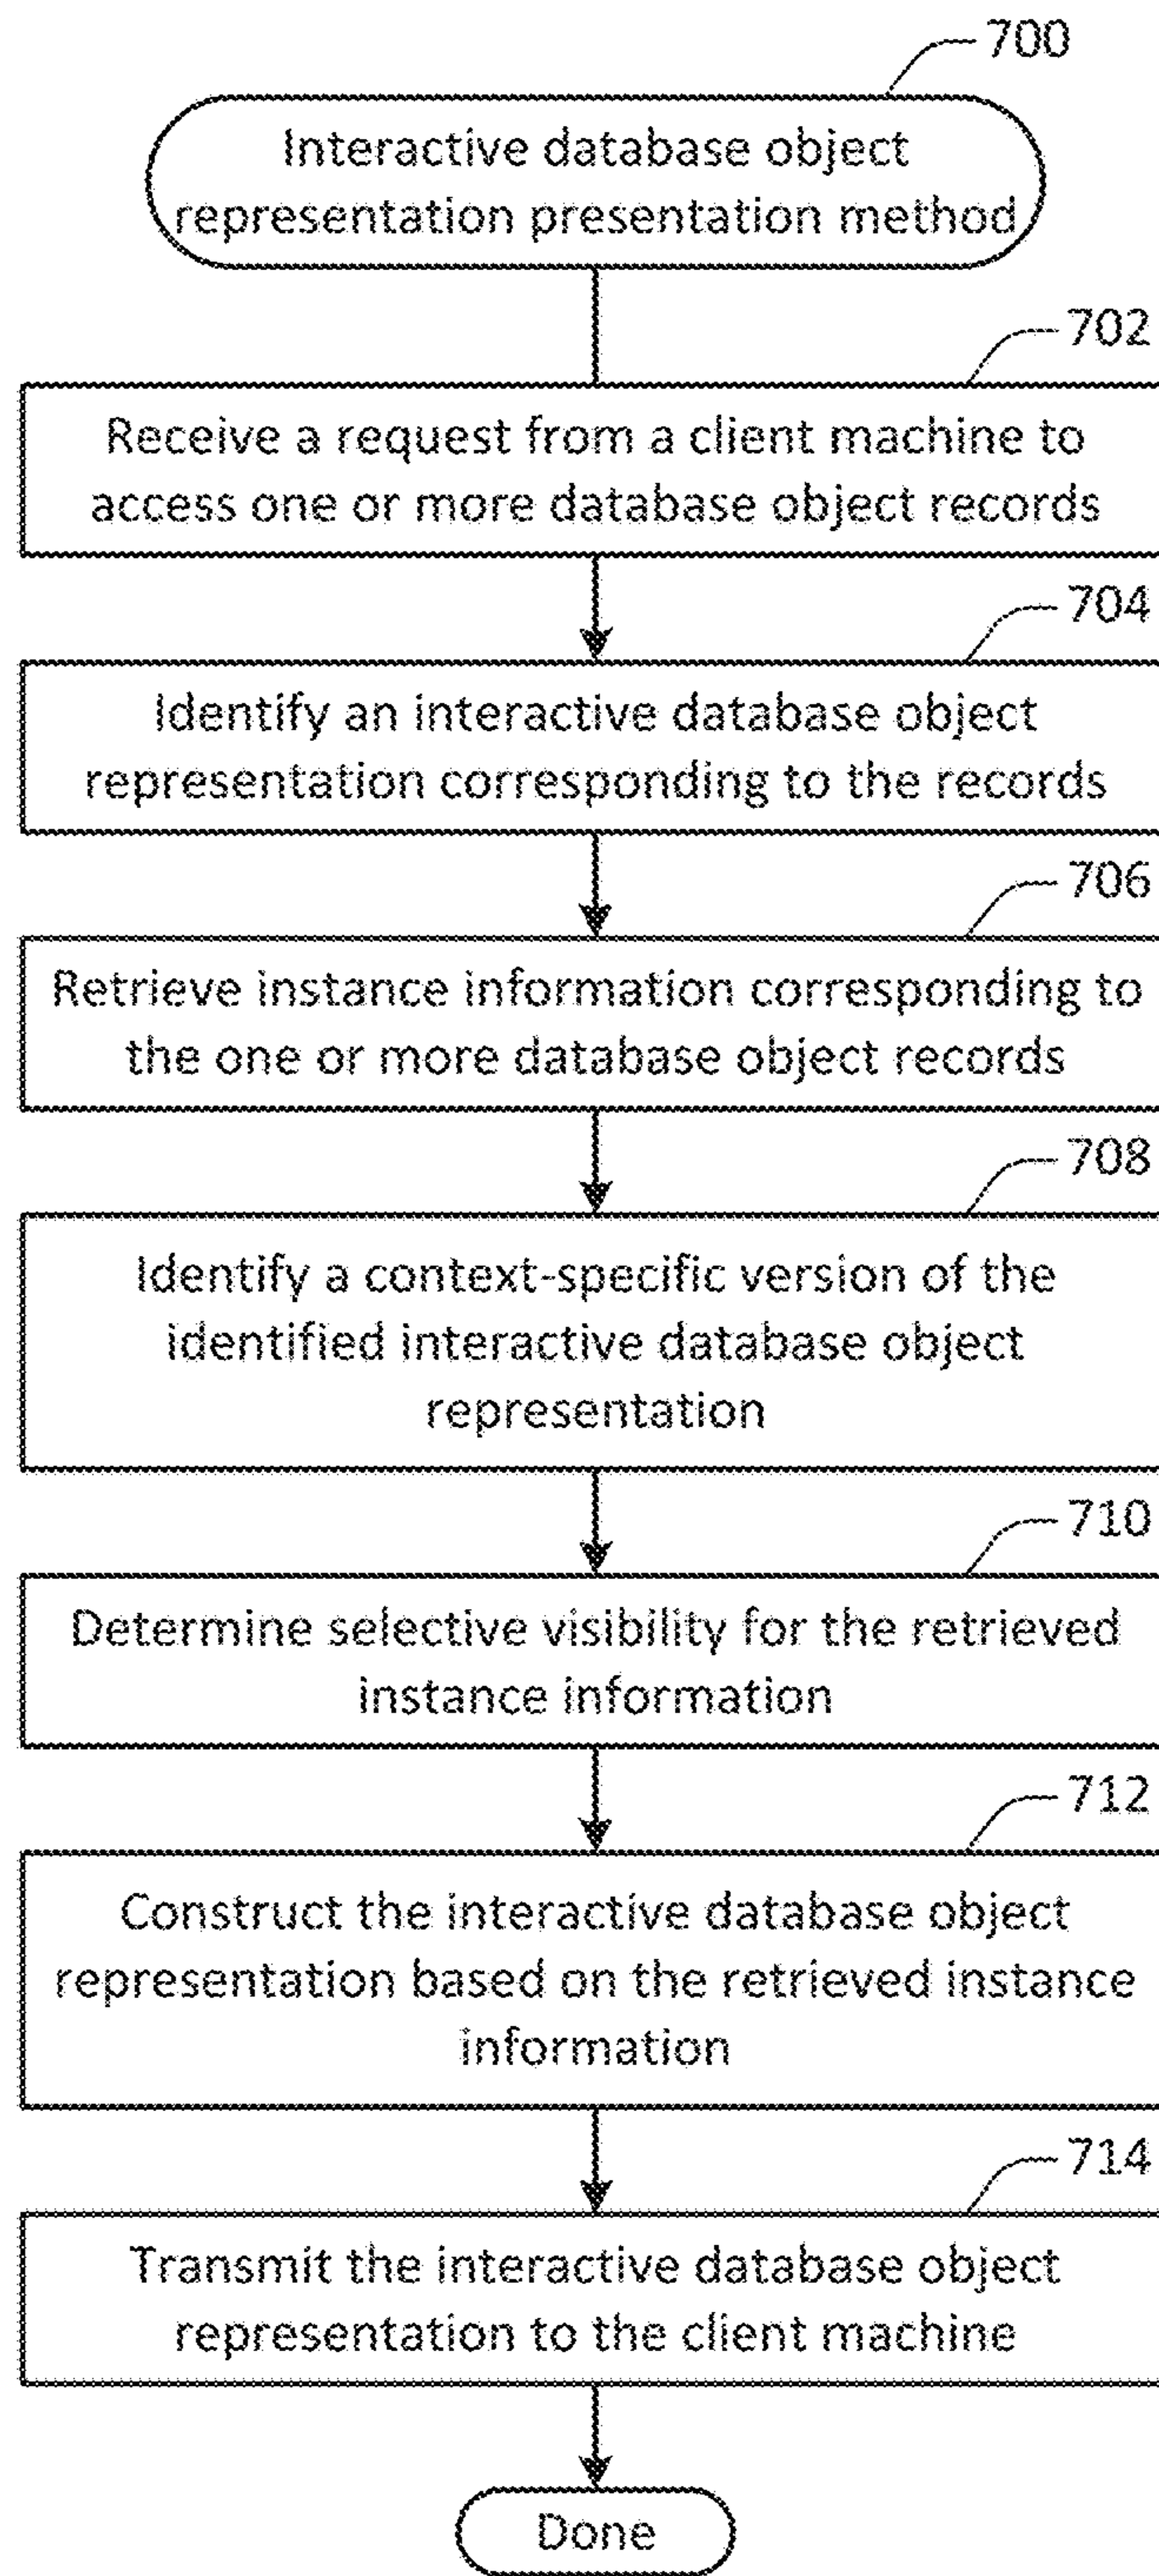 700
Interactive database object
representation presentation method
702
Receive a request from a client machine to
access one or more database object records
704
Identify an interactive database object
representation corresponding to the records
706
Retrieve instance information corresponding to
the one or more database object records
708
Identify a context-specific version of the
identified interactive database object
representation
710
Determine selective visibility for the retrieved
instance information
712
Construct the interactive database object
representation based on the retrieved instance
information
714
Transmit the interactive database object
representation to the client machine
Done